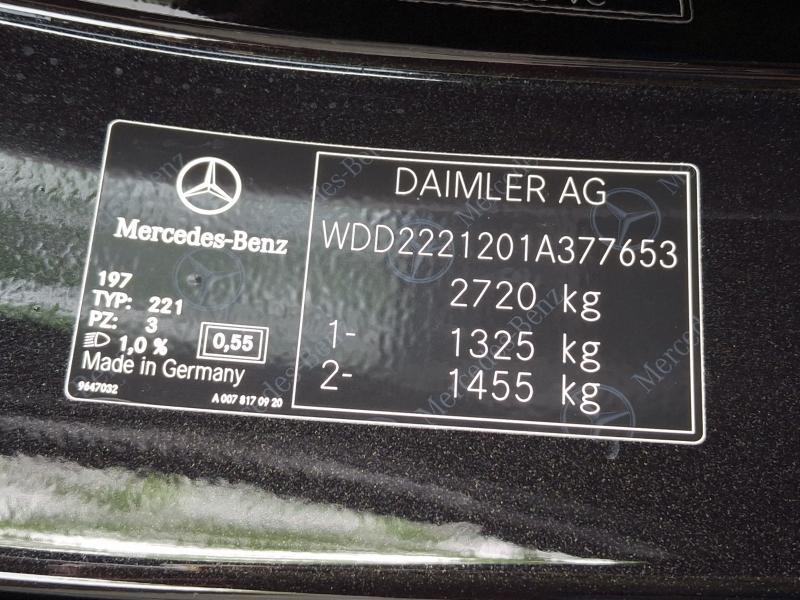 Mercedes-Benz
197
TYP: 221
PZ: 3
1,0 %
0,55
Made in Germany
9647032
A 007 817 09 20
DAIMLER AG
WDD2221201A377653
2720 kg
1- 1325 kg
2- 1455 kg